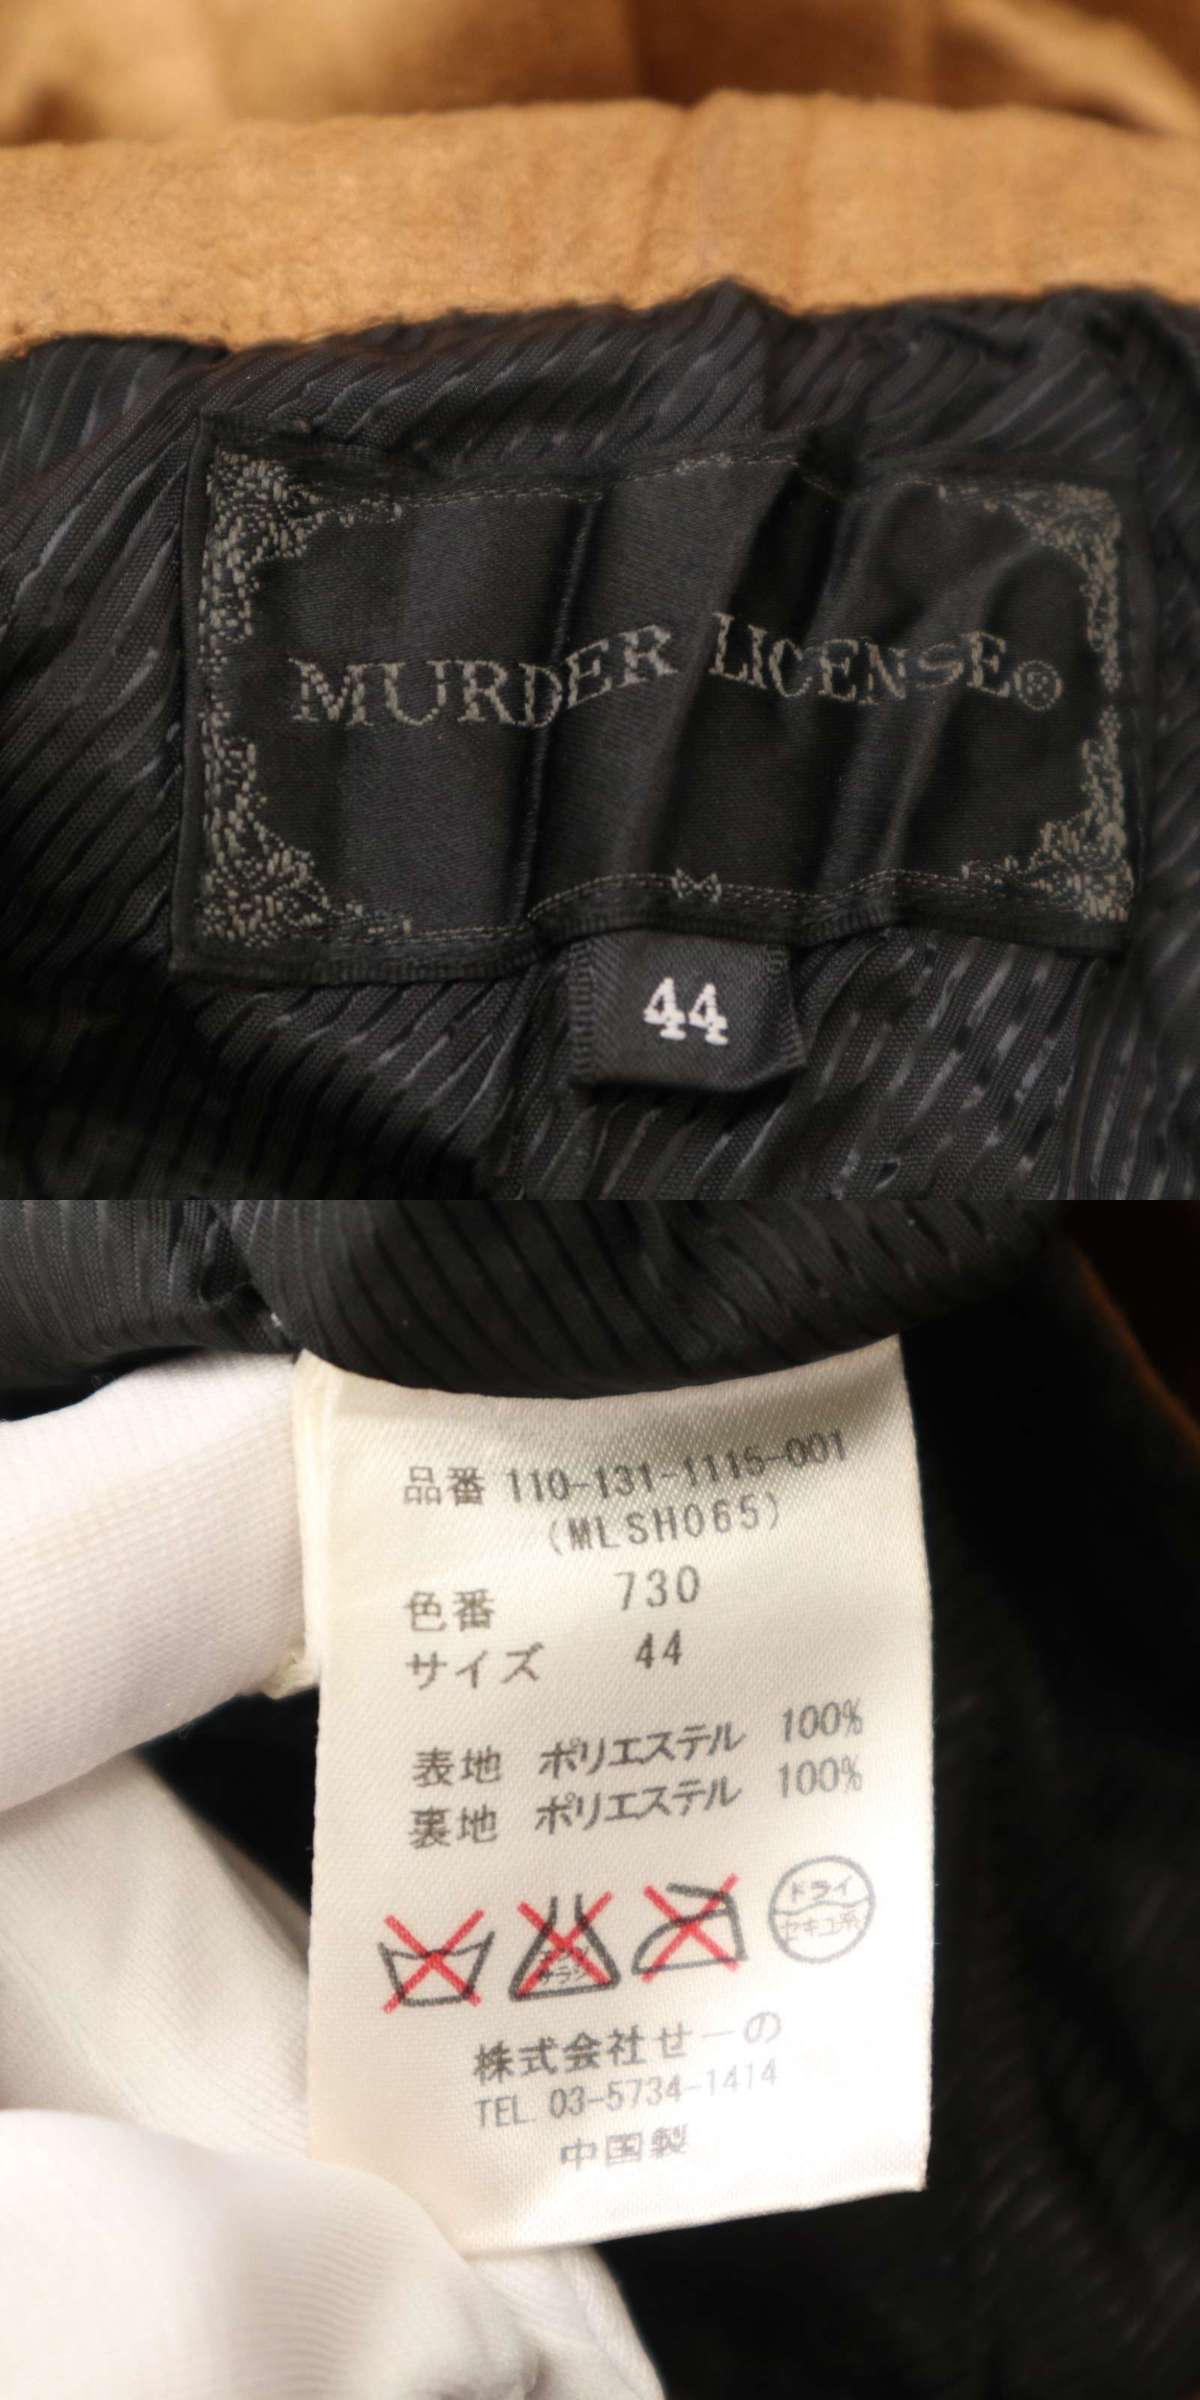 MURDER LICENSE®
44
品番 110-131-1115-001
(MLSH065)
色番 730
サイズ 44
表地 ポリエステル 100%
裏地 ポリエステル 100%
ドライ
セキユ系
株式会社せーの
TEL 03-5734-1414
中国製